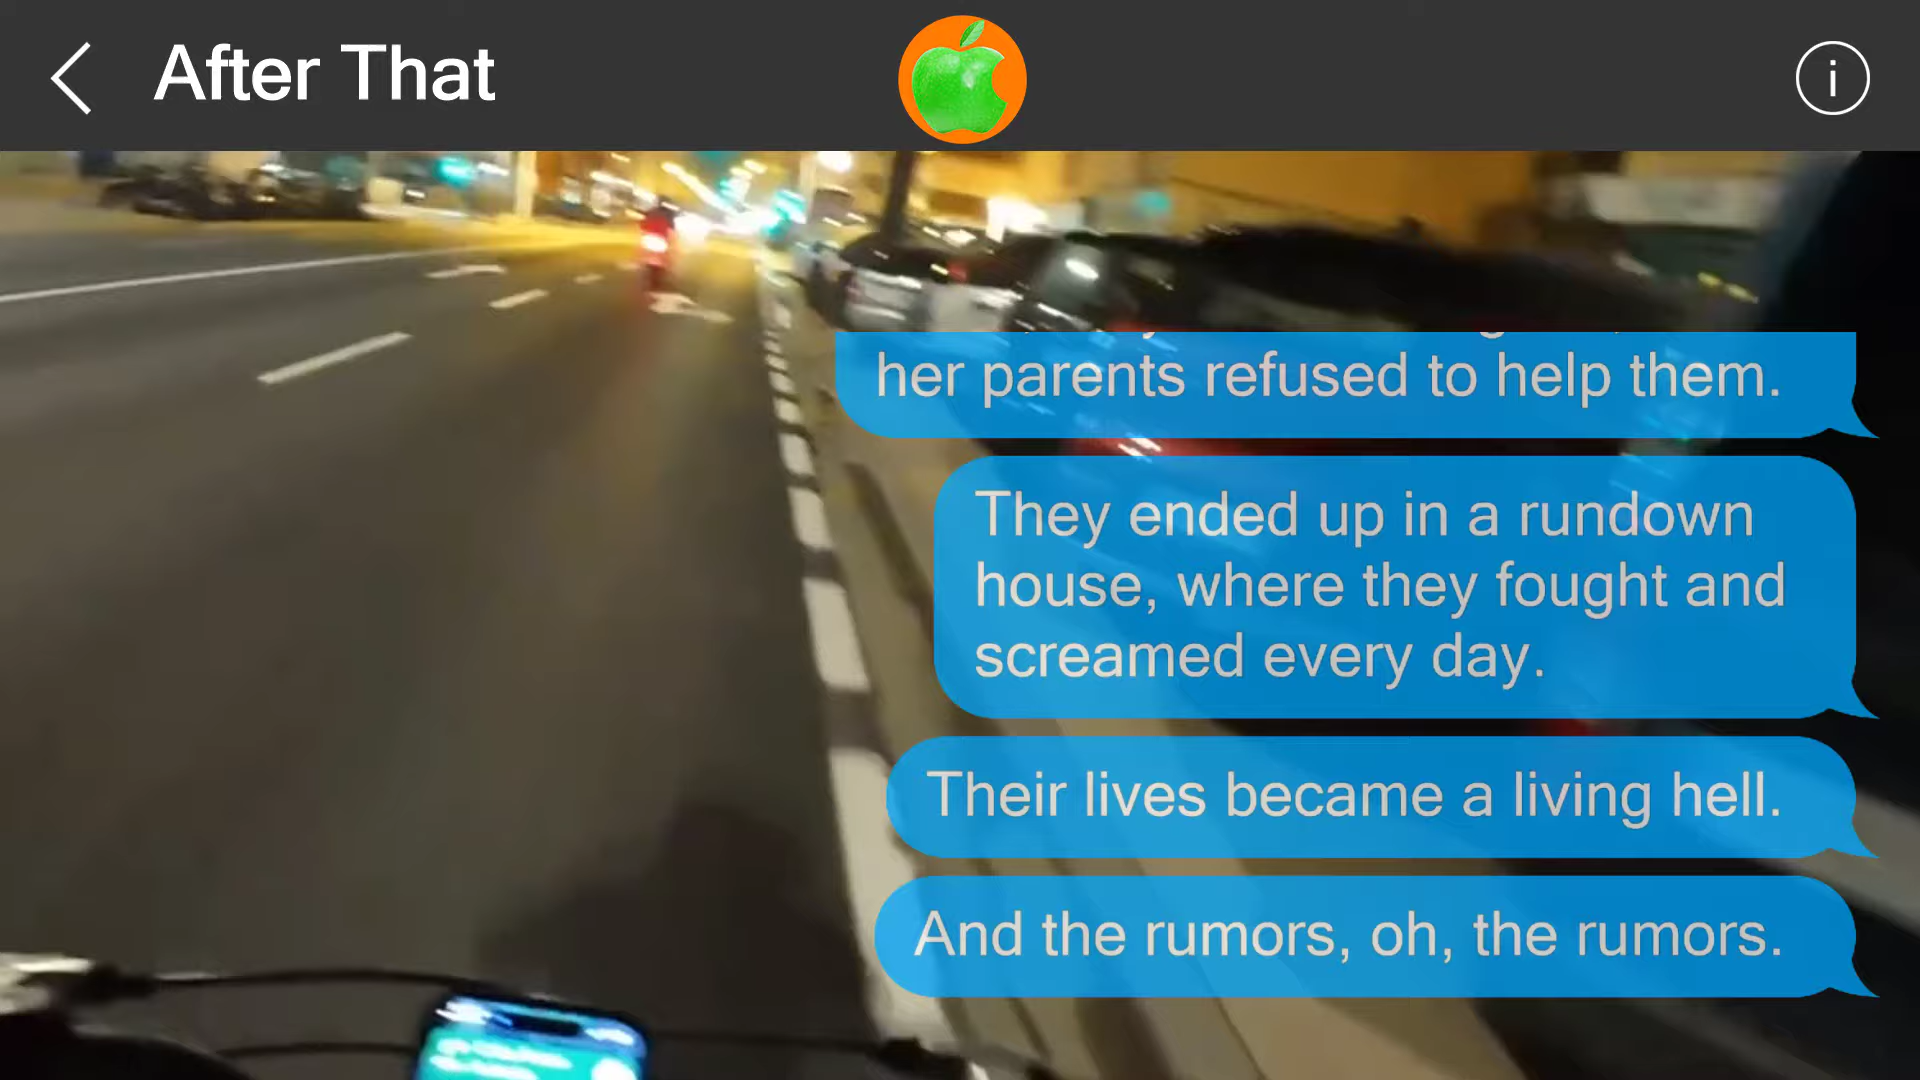 After That
her parents refused to help them.
They ended up in a rundown
house, where they fought and
screamed every day.
Their lives became a living hell.
And the rumors, oh, the rumors.